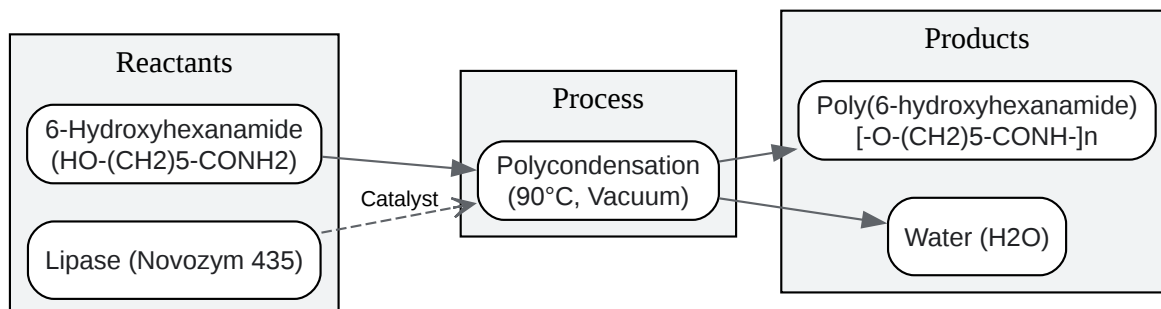 Reactants
6-Hydroxyhexanamide
(HO-(CH2)5-CONH2)
Lipase (Novozym 435)
Catalyst
Process
Polycondensation
(90°C, Vacuum)
Products
Poly(6-hydroxyhexanamide)
[-O-(CH2)5-CONH-]n
Water (H2O)